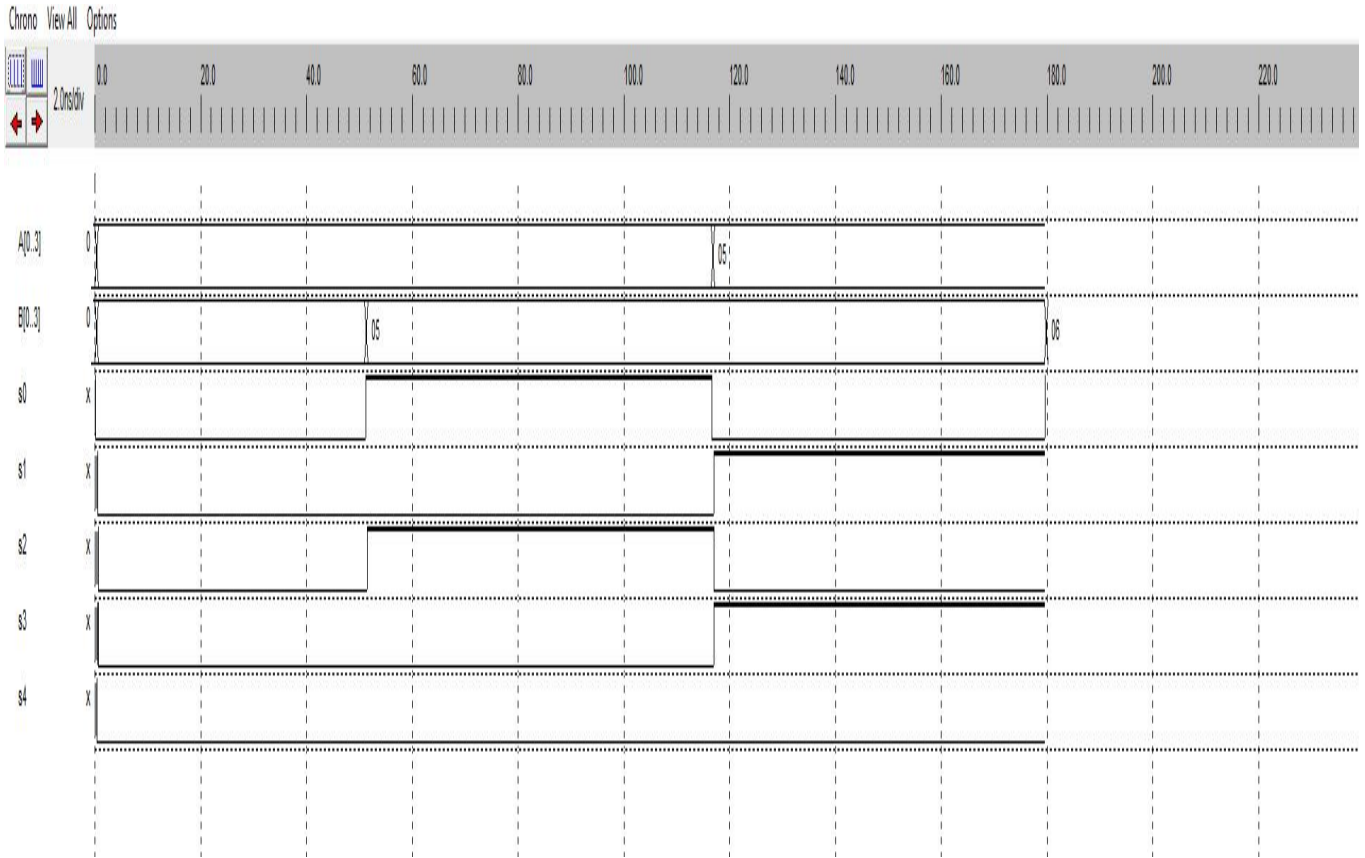 Chrono View All Options
2.0ns/div 0.0 20.0 40.0 60.0 80.0 100.0 120.0 140.0 160.0 180.0 200.0 220.0
A[0..3] 0 05
B[0..3] 0 05 06
s0 x
s1 x
s2 x
s3 x
s4 x